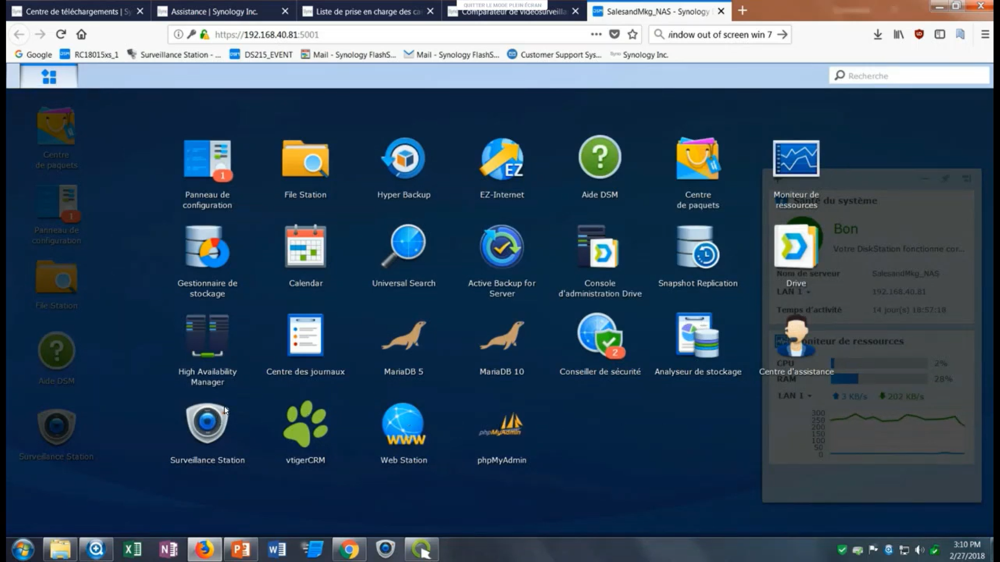 QUITTER LE MODE PLEIN ÉCRAN
Centre de téléchargements | Sy
Assistance | Synology Inc.
Liste de prise en charge des ca
Comparateur de vidéosurveilla
SalesandMkg_NAS - Synology
https://192.168.40.81:5001
indow out of screen win 7
Google
RC18015xs_1
Surveillance Station - ...
DS215_EVENT
Mail - Synology FlashS...
Mail - Synology FlashS...
Customer Support Sys...
Synology Inc.
Recherche
Centre
de paquets
Panneau de
configuration
File Station
Aide DSM
Surveillance Station
1
1
Panneau de
configuration
File Station
Hyper Backup
EZ
EZ-Internet
Aide DSM
Centre
de paquets
Moniteur de
ressources
Gestionnaire de
stockage
Calendar
Universal Search
Active Backup for
Server
Console
d'administration Drive
Snapshot Replication
Drive
High Availability
Manager
Centre des journaux
MariaDB 5
MariaDB 10
2
Conseiller de sécurité
Analyseur de stockage
Centre d'assistance
Surveillance Station
vtigerCRM
WWW
Web Station
phpMyAdmin
phpMyAdmin
Santé du système
Bon
Votre DiskStation fonctionne cor...
Nom de serveur SalesandMkg_NAS
LAN 1 192.168.40.81
Temps d'activité 14 jour(s) 18:57:18
oniteur de ressources
CPU 2%
RAM 28%
LAN 1 3 KB/s 202 KB/s
300
250
200
150
100
50
0
3:10 PM
2/27/2018